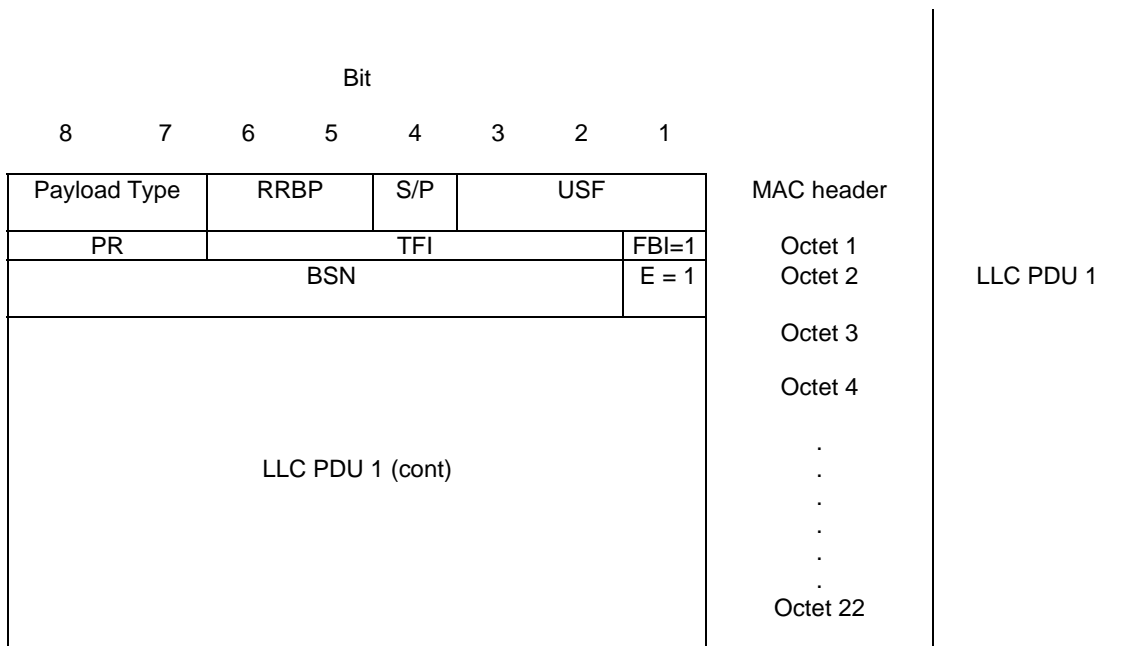 Bit
8 7 6 5 4 3 2 1
Payload Type RRBP S/P USF MAC header
PR TFI FBI=1 Octet 1
BSN E = 1 Octet 2 LLC PDU 1
Octet 3
Octet 4
.
LLC PDU 1 (cont) .
.
.
.
.
Octet 22